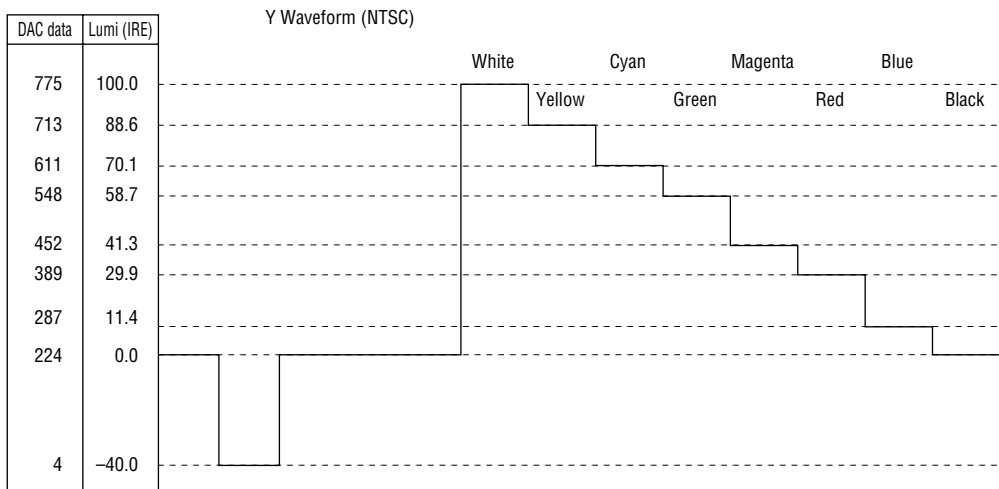 Y Waveform (NTSC)
DAC data Lumi (IRE)
White Cyan Magenta Blue
775 100.0
Yellow Green Red Black
713 88.6
611 70.1
548 58.7
452 41.3
389 29.9
287 11.4
224 0.0
4 –40.0